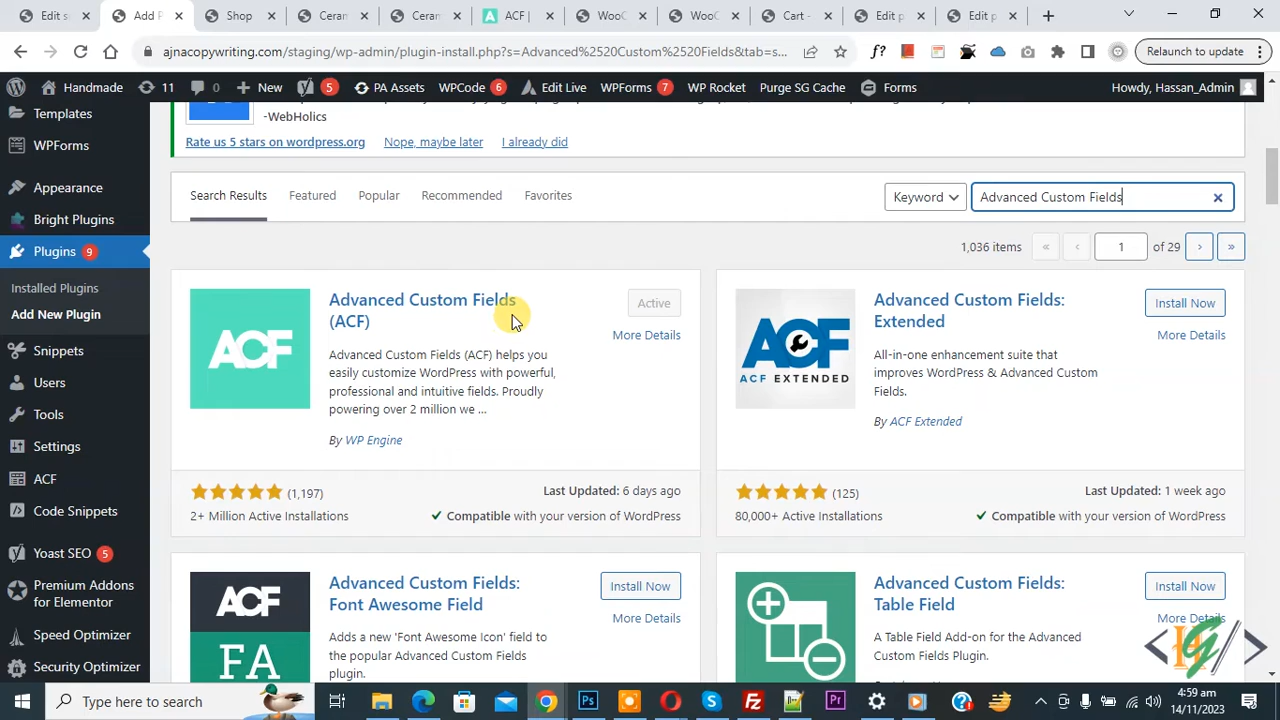 Edit s
Add P
Shop
Ceram
Ceram
ACF |
WooC
WooC
Cart -
Edit p
Edit p
ajnacopywriting.com/staging/wp-admin/plugin-install.php?s=Advanced%2520Custom%2520Fields&tab=s...
Relaunch to update
Handmade 11 0 New 5 PA Assets WPCode 6 Edit Live WPForms 7 WP Rocket Purge SG Cache Forms Howdy, Hassan_Admin
Templates
WPForms
Appearance
Bright Plugins
Plugins 9
Installed Plugins
Add New Plugin
Snippets
Users
Tools
Settings
ACF
Code Snippets
Yoast SEO 5
Premium Addons
for Elementor
Speed Optimizer
Security Optimizer
-WebHolics
Rate us 5 stars on wordpress.org Nope, maybe later I already did
Search Results Featured Popular Recommended Favorites Keyword Advanced Custom Fields
1,036 items « ‹ 1 of 29 › »
ACF
Advanced Custom Fields
(ACF)
Active
More Details
Advanced Custom Fields (ACF) helps you
easily customize WordPress with powerful,
professional and intuitive fields. Proudly
powering over 2 million we ...
By WP Engine
(1,197)
Last Updated: 6 days ago
2+ Million Active Installations
Compatible with your version of WordPress
ACF
ACF EXTENDED
Advanced Custom Fields:
Extended
Install Now
More Details
All-in-one enhancement suite that
improves WordPress & Advanced Custom
Fields.
By ACF Extended
(125)
Last Updated: 1 week ago
80,000+ Active Installations
Compatible with your version of WordPress
ACF
FA
Advanced Custom Fields:
Font Awesome Field
Install Now
More Details
Adds a new 'Font Awesome Icon' field to
the popular Advanced Custom Fields
plugin.
Advanced Custom Fields:
Table Field
Install Now
More Details
A Table Field Add-on for the Advanced
Custom Fields Plugin.
Type here to search
4:59 am
14/11/2023